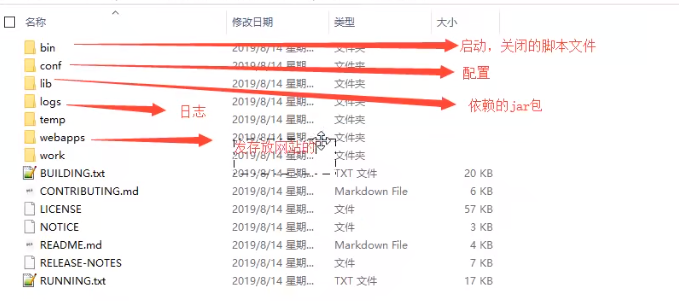 名称 修改日期 类型 大小
bin 2019/8/14 星期... 文件夹 启动，关闭的脚本文件
conf 2019/8/14 星期... 文件夹 配置
lib 2019/8/14 星期... 文件夹 依赖的jar包
logs 日志 2019/8/14 星期... 文件夹
temp 2019/8/14 星期... 文件夹
webapps 2019/8/14 星期... 文件夹
发存放网站的
work 2019/8/14 星期... 文件夹
BUILDING.txt 2019/8/14 星期... TXT 文件 20 KB
CONTRIBUTING.md 2019/8/14 星期... Markdown File 6 KB
LICENSE 2019/8/14 星期... 文件 57 KB
NOTICE 2019/8/14 星期... 文件 3 KB
README.md 2019/8/14 星期... Markdown File 4 KB
RELEASE-NOTES 2019/8/14 星期... 文件 7 KB
RUNNING.txt 2019/8/14 星期... TXT 文件 17 KB